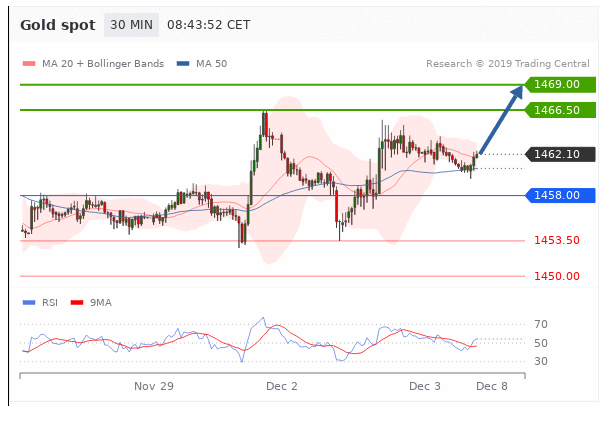 Gold spot 30 MIN 08:43:52 CET
MA 20 + Bollinger Bands MA 50 Research © 2019 Trading Central
1469.00
1466.50
1462.10
1458.00
1453.50
1450.00
RSI 9MA
70
50
30
Nov 29 Dec 2 Dec 3 Dec 8